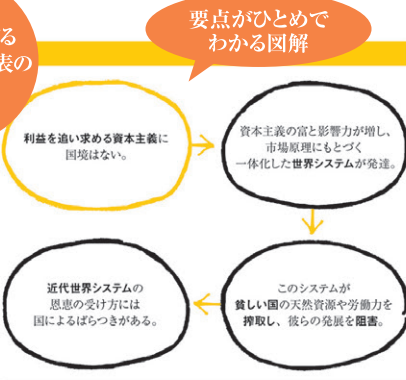 る
表の
要点がひとめで
わかる図解
利益を追い求める資本主義に
国境はない。
資本主義の富と影響力が増し、
市場原理にもとづく
一体化した世界システムが発達。
このシステムが
貧しい国の天然資源や労働力を
搾取し、彼らの発展を阻害。
近代世界システムの
恩恵の受け方には
国によるばらつきがある。